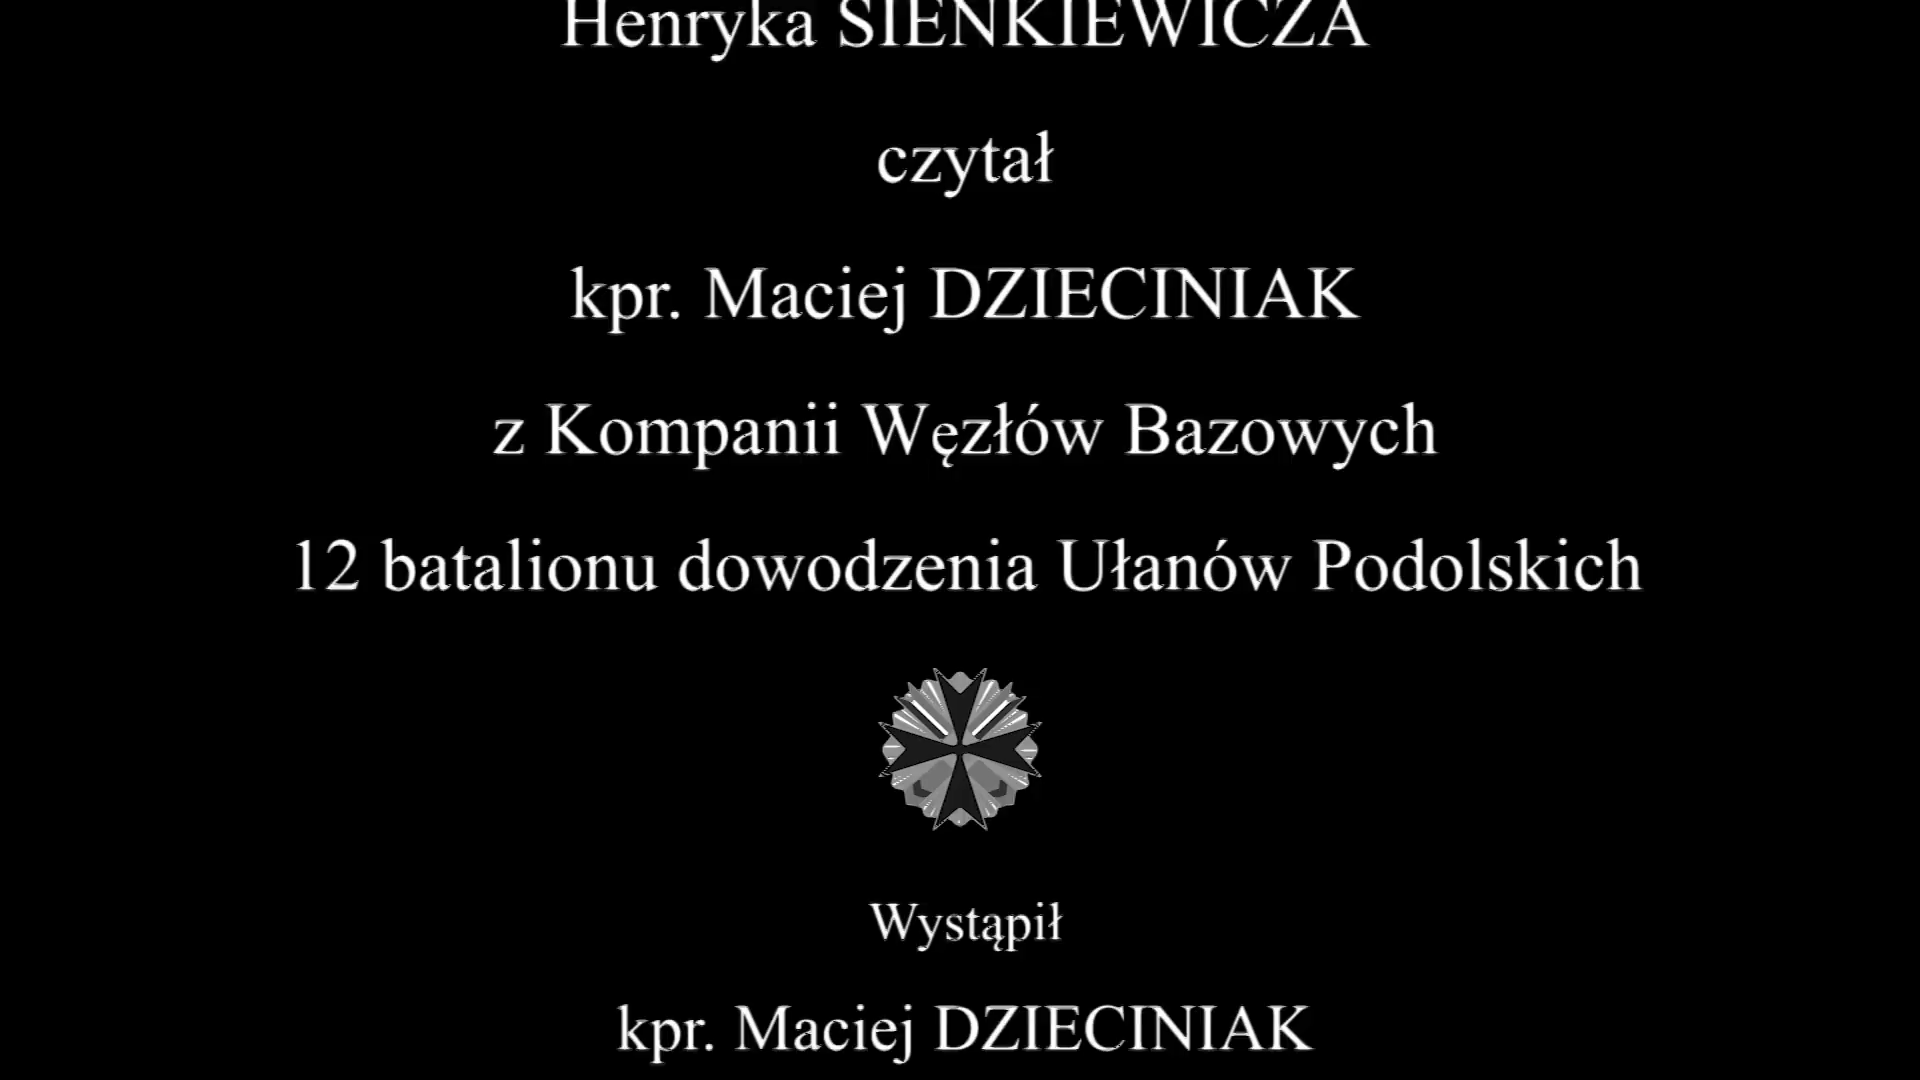 Henryka SIENKIEWICZA
czytał
kpr. Maciej DZIECINIAK
z Kompanii Węzłów Bazowych
12 batalionu dowodzenia Ułanów Podolskich
Wystąpił
kpr. Maciej DZIECINIAK